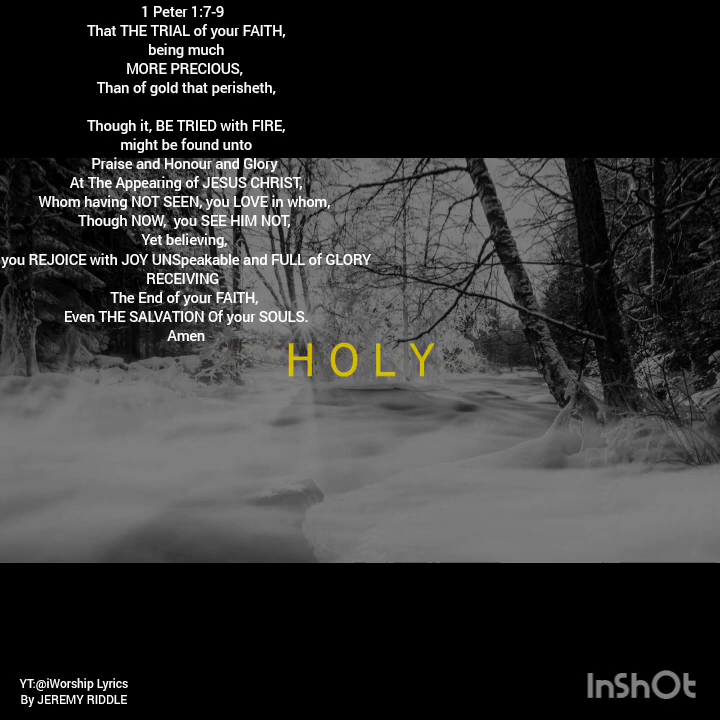 1 Peter 1:7-9
That THE TRIAL of your FAITH,
being much
MORE PRECIOUS,
Than of gold that perisheth,
Though it, BE TRIED with FIRE,
might be found unto
Praise and Honour and Glory
At The Appearing of JESUS CHRIST,
Whom having NOT SEEN, you LOVE in whom,
Though NOW,  you SEE HIM NOT,
Yet believing,
you REJOICE with JOY UNSpeakable and FULL of GLORY
RECEIVING
The End of your FAITH,
Even THE SALVATION Of your SOULS.
Amen
HOLY
YT:@iWorship Lyrics
By JEREMY RIDDLE
InShOt